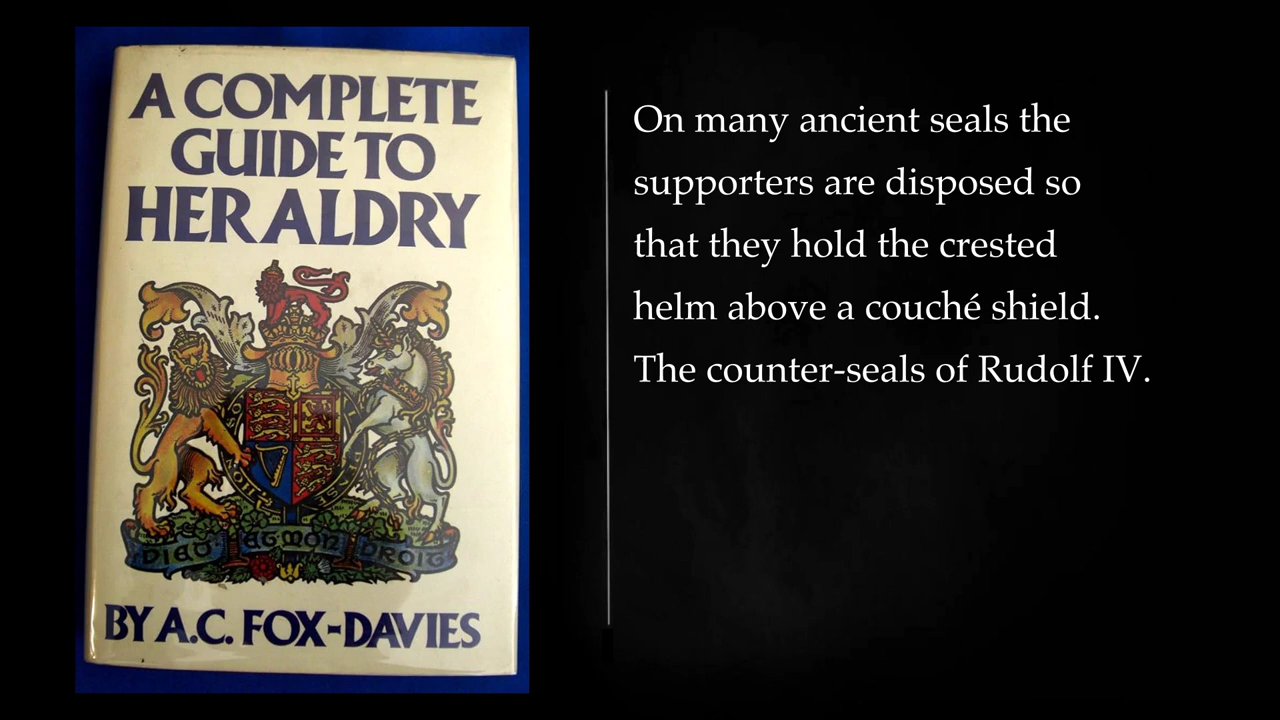 A COMPLETE
GUIDE TO
HERALDRY
DIEU ET MON DROIT
BY A.C. FOX-DAVIES
On many ancient seals the
supporters are disposed so
that they hold the crested
helm above a couché shield.
The counter-seals of Rudolf IV.